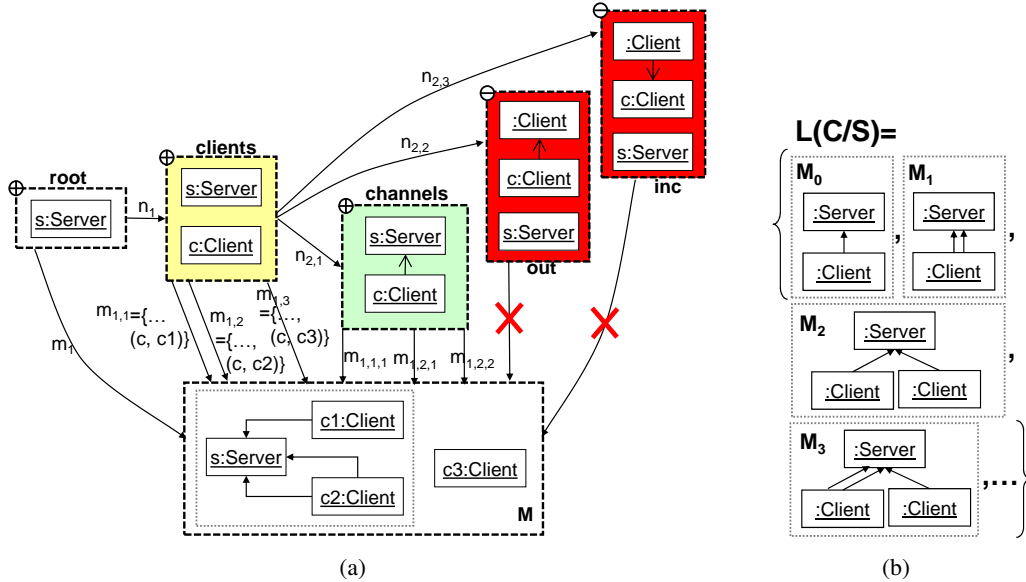 root
s:Server
n1
clients
s:Server
c:Client
n2,3
n2,2
n2,1
channels
s:Server
c:Client
:Client
c:Client
s:Server
out
:Client
c:Client
s:Server
inc
m1
m1,1={…
(c, c1)}
m1,2
={…,
(c, c2)}
m1,3
={…,
(c, c3)}
m1,1,1
m1,2,1
m1,2,2
s:Server
c1:Client
c2:Client
c3:Client
M
(a)
L(C/S)=
M0
:Server
:Client
,
M1
:Server
:Client
,
M2
:Server
:Client
:Client
,
M3
:Server
:Client
:Client
,…
(b)